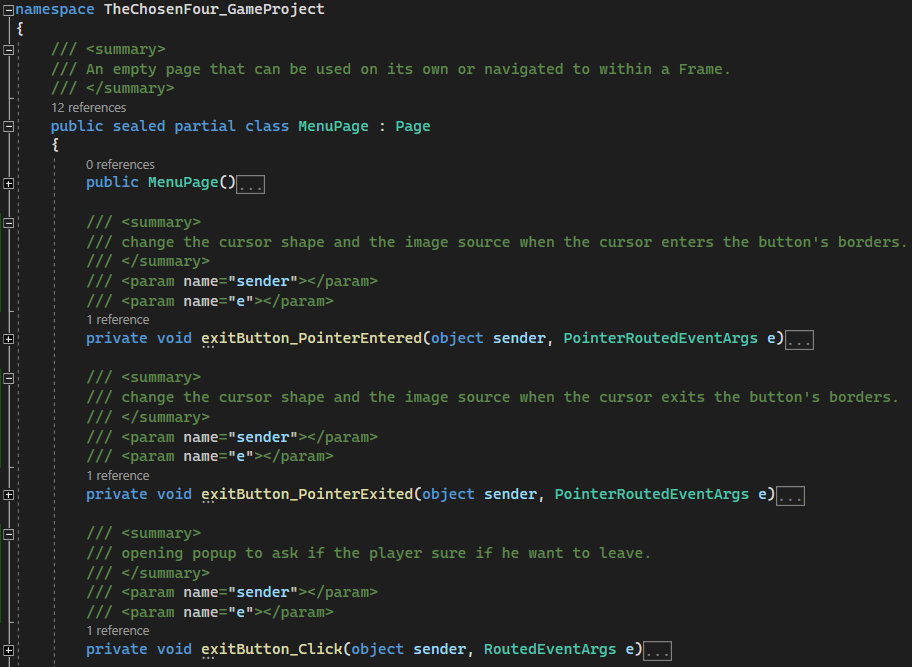 namespace TheChosenFour_GameProject
{
/// <summary>
/// An empty page that can be used on its own or navigated to within a Frame.
/// </summary>
12 references
public sealed partial class MenuPage : Page
{
0 references
public MenuPage()...
/// <summary>
/// change the cursor shape and the image source when the cursor enters the button's borders.
/// </summary>
/// <param name="sender"></param>
/// <param name="e"></param>
1 reference
private void exitButton_PointerEntered(object sender, PointerRoutedEventArgs e)...
/// <summary>
/// change the cursor shape and the image source when the cursor exits the button's borders.
/// </summary>
/// <param name="sender"></param>
/// <param name="e"></param>
1 reference
private void exitButton_PointerExited(object sender, PointerRoutedEventArgs e)...
/// <summary>
/// opening popup to ask if the player sure if he want to leave.
/// </summary>
/// <param name="sender"></param>
/// <param name="e"></param>
1 reference
private void exitButton_Click(object sender, RoutedEventArgs e)...